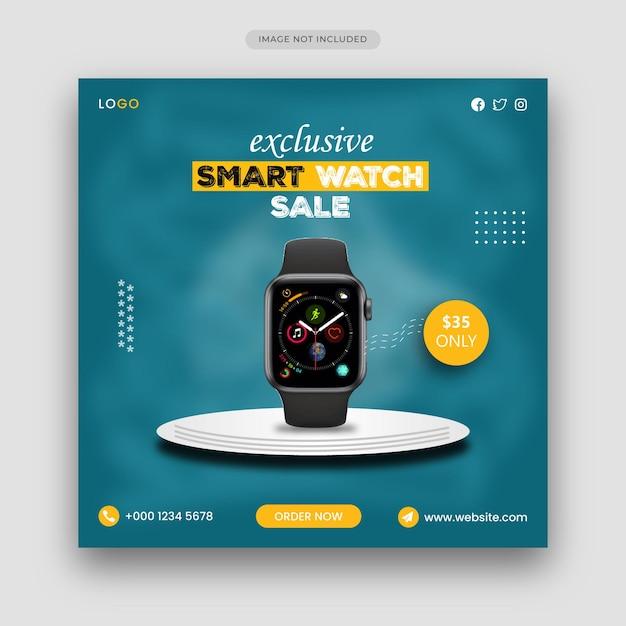 IMAGE NOT INCLUDED
LOGO
exclusive
SMART WATCH
SALE
$35
ONLY
+000 1234 5678
ORDER NOW
www.website.com